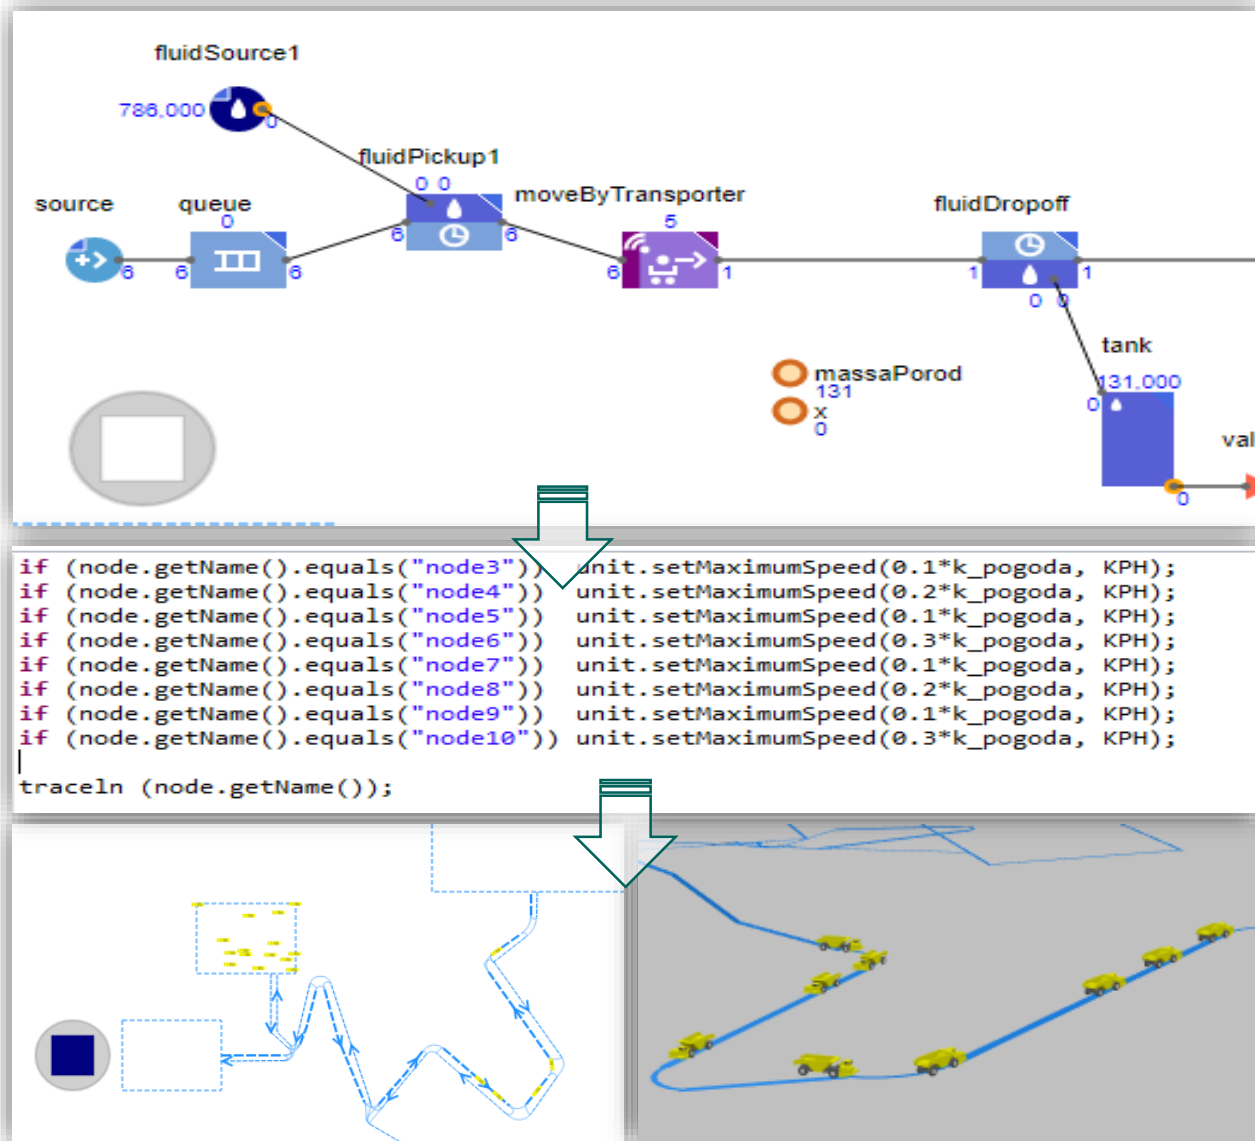 fluidSource1
786,000
0
fluidPickup1
0 0
source
queue
0
moveByTransporter
5
fluidDropoff
6
6
6
6
6
6
1
1
1
0 0
tank
131,000
0
massaPorod
131
x
0
val
0
if (node.getName().equals("node3")) unit.setMaximumSpeed(0.1*k_pogoda, KPH);
if (node.getName().equals("node4")) unit.setMaximumSpeed(0.2*k_pogoda, KPH);
if (node.getName().equals("node5")) unit.setMaximumSpeed(0.1*k_pogoda, KPH);
if (node.getName().equals("node6")) unit.setMaximumSpeed(0.3*k_pogoda, KPH);
if (node.getName().equals("node7")) unit.setMaximumSpeed(0.1*k_pogoda, KPH);
if (node.getName().equals("node8")) unit.setMaximumSpeed(0.2*k_pogoda, KPH);
if (node.getName().equals("node9")) unit.setMaximumSpeed(0.1*k_pogoda, KPH);
if (node.getName().equals("node10")) unit.setMaximumSpeed(0.3*k_pogoda, KPH);
traceln (node.getName());